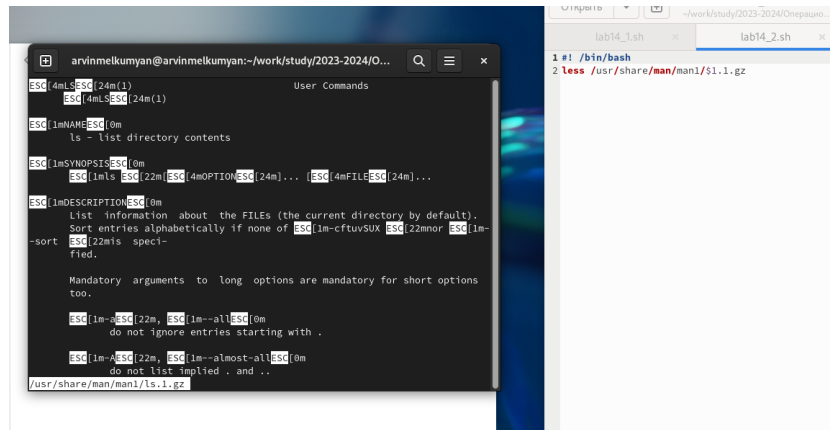 Открыть
~/work/study/2023-2024/Операцио...
lab14_1.sh ×
lab14_2.sh ×
1 #! /bin/bash
2 less /usr/share/man/man1/$1.1.gz
arvinmelkumyan@arvinmelkumyan:~/work/study/2023-2024/О...
ESC[4mLSESC[24m(1) User Commands
ESC[4mLSESC[24m(1)
ESC[1mNAMEESC[0m
ls - list directory contents
ESC[1mSYNOPSISESC[0m
ESC[1mls ESC[22m[ESC[4mOPTIONESC[24m]... [ESC[4mFILEESC[24m]...
ESC[1mDESCRIPTIONESC[0m
List information about the FILEs (the current directory by default).
Sort entries alphabetically if none of ESC[1m-cftuvSUX ESC[22mnor ESC[1m-
-sort ESC[22mis speci-
fied.
Mandatory arguments to long options are mandatory for short options
too.
ESC[1m-aESC[22m, ESC[1m--allESC[0m
do not ignore entries starting with .
ESC[1m-AESC[22m, ESC[1m--almost-allESC[0m
do not list implied . and ..
/usr/share/man/man1/ls.1.gz